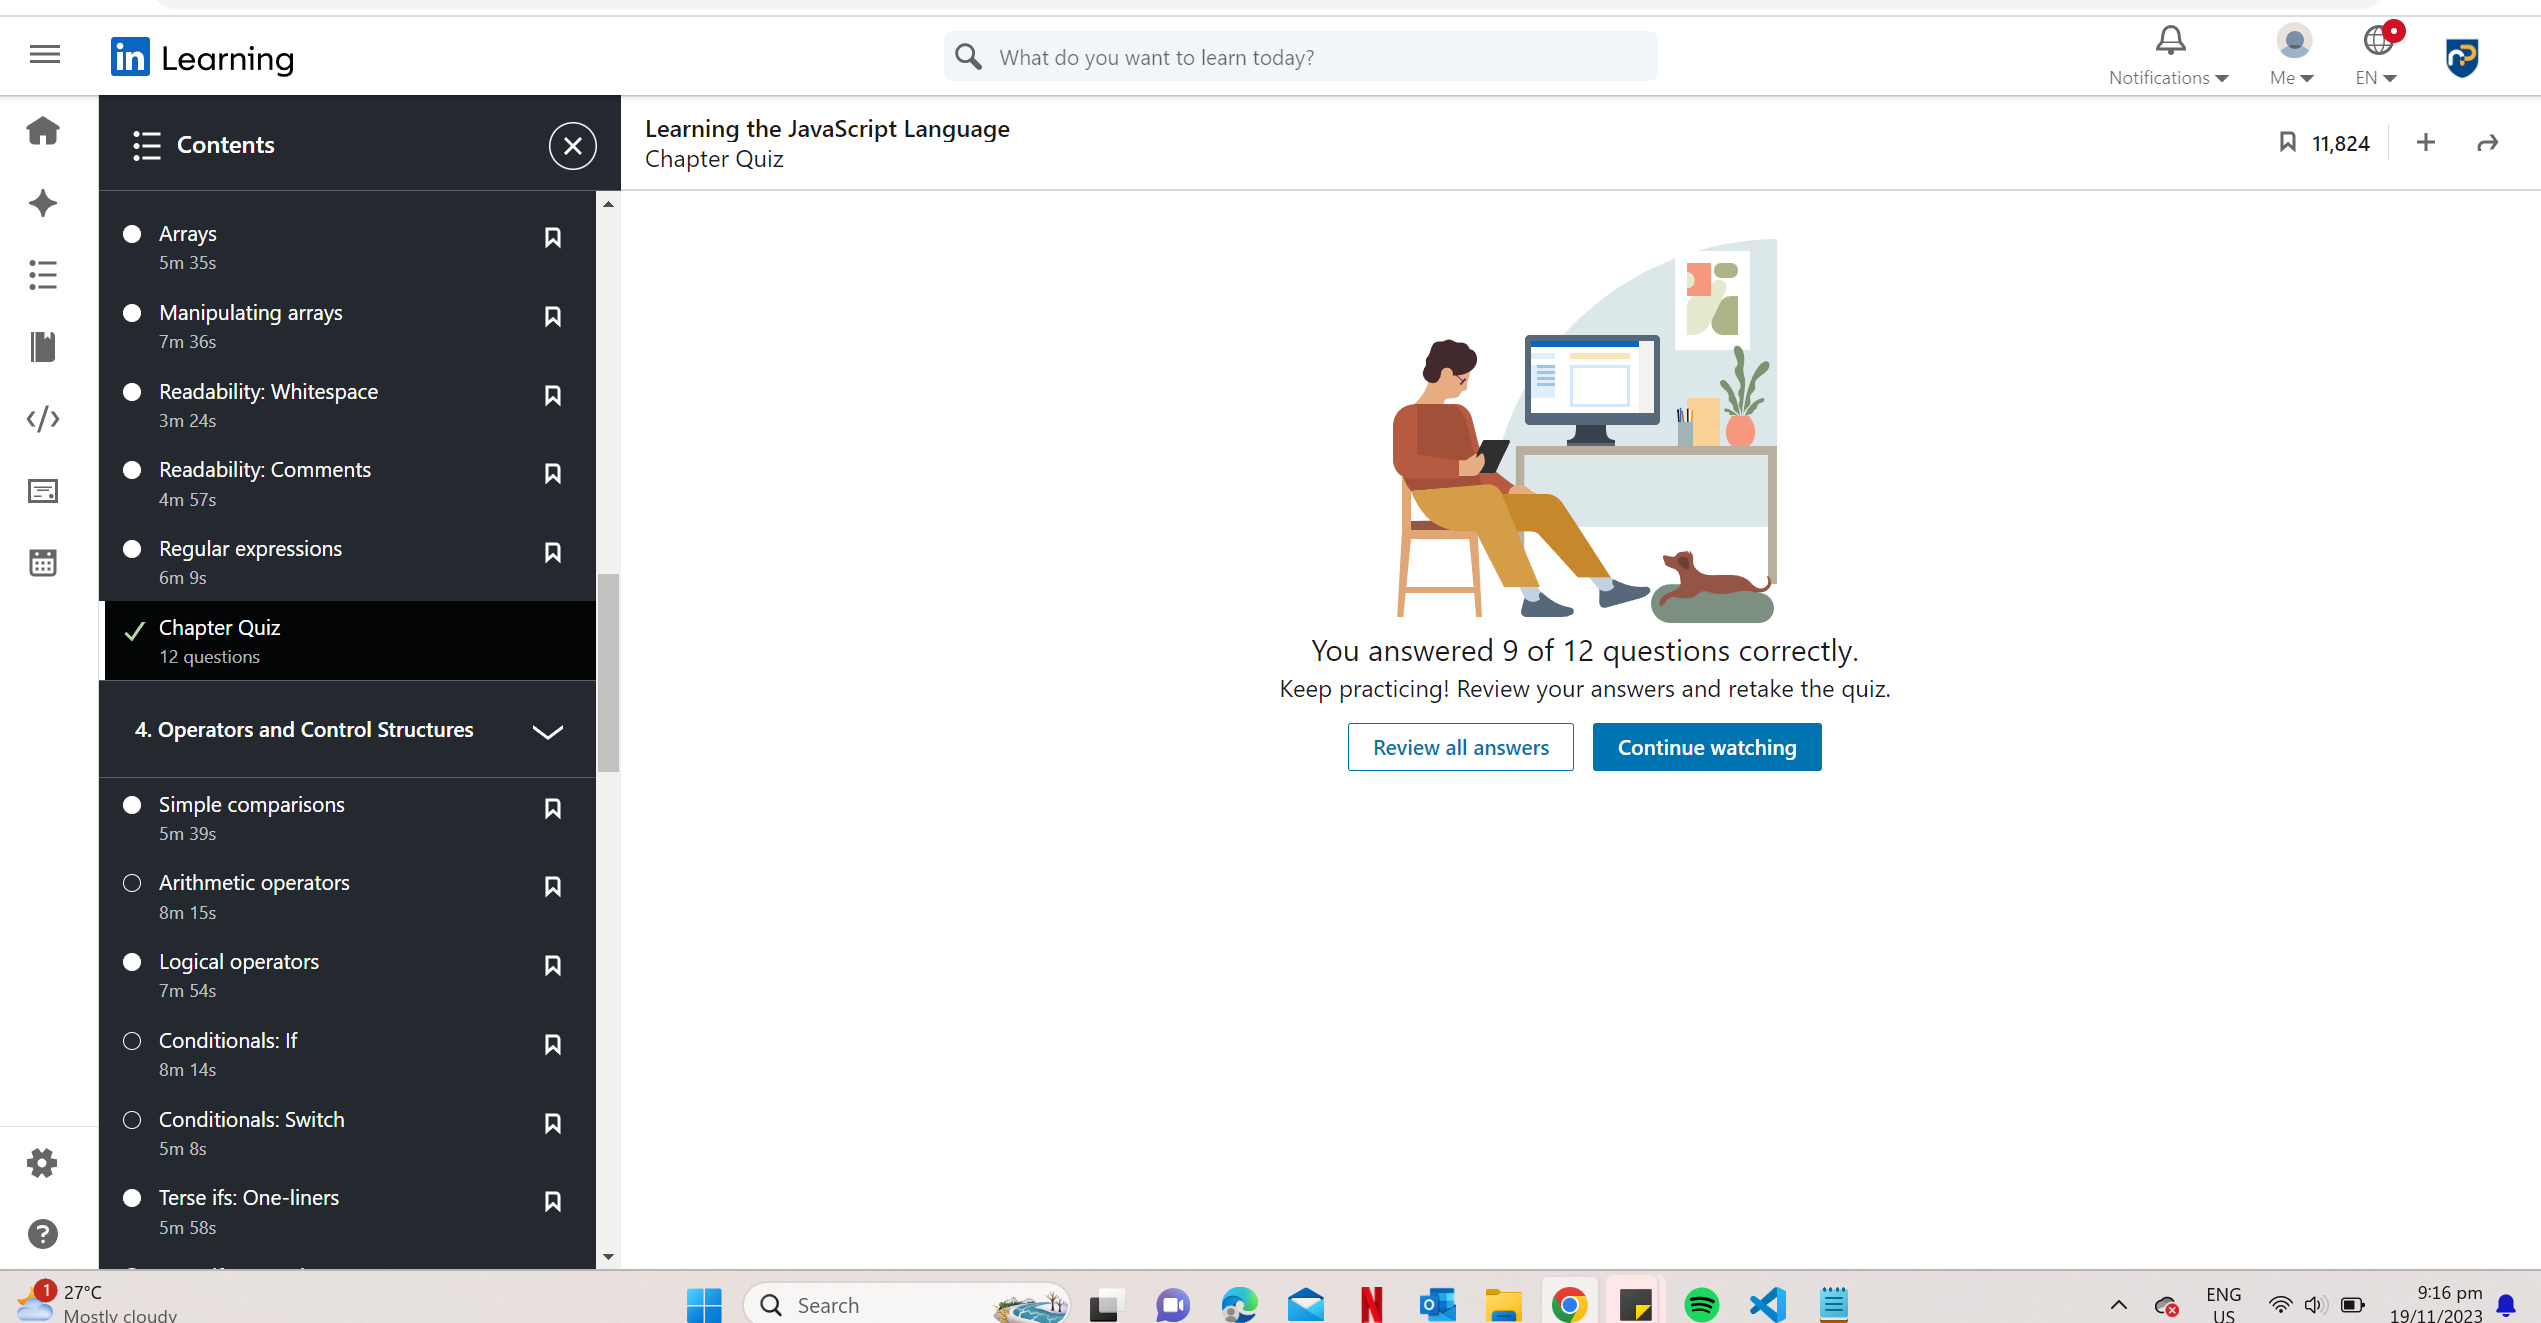 in Learning
What do you want to learn today?
Notifications
Me
EN
Contents
Learning the JavaScript Language
Chapter Quiz
11,824
Arrays
5m 35s
Manipulating arrays
7m 36s
Readability: Whitespace
3m 24s
Readability: Comments
4m 57s
Regular expressions
6m 9s
Chapter Quiz
12 questions
4. Operators and Control Structures
Simple comparisons
5m 39s
Arithmetic operators
8m 15s
Logical operators
7m 54s
Conditionals: If
8m 14s
Conditionals: Switch
5m 8s
Terse ifs: One-liners
5m 58s
You answered 9 of 12 questions correctly.
Keep practicing! Review your answers and retake the quiz.
Review all answers
Continue watching
1
27°C
Mostly cloudy
Search
ENG
US
9:16 pm
19/11/2023